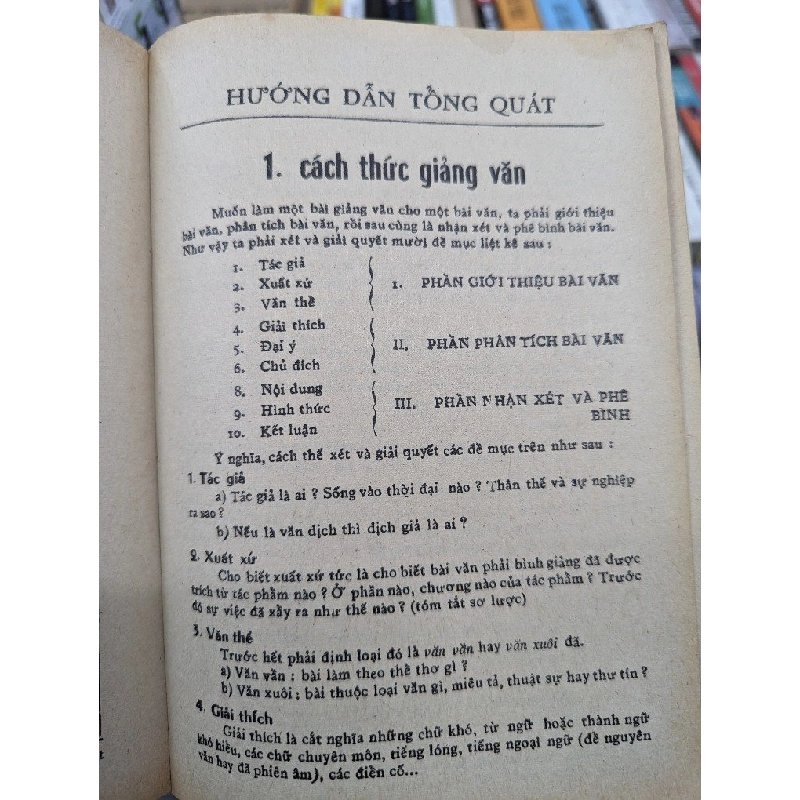 HƯỚNG DẪN TỔNG QUÁT
1. cách thức giảng văn
Muốn làm một bài giảng văn cho một bài văn, ta phải giới thiệu
bài văn, phân tích bài văn, rồi sau cùng là nhận xét và phê bình bài văn.
Như vậy ta phải xét và giải quyết mười đề mục liệt kê sau :
1. Tác giả
2. Xuất xứ
3. Văn thể
I. PHẦN GIỚI THIỆU BÀI VĂN
4. Giải thích
5. Đại ý
6. Chủ đích
II. PHẦN PHÂN TÍCH BÀI VĂN
8. Nội dung
9. Hình thức
10. Kết luận
III. PHẦN NHẬN XÉT VÀ PHÊ
BÌNH
Ý nghĩa, cách thế xét và giải quyết các đề mục trên như sau :
1. Tác giả
a) Tác giả là ai ? Sống vào thời đại nào ? Thân thế và sự nghiệp
ra sao ?
b) Nếu là văn dịch thì dịch giả là ai ?
2. Xuất xứ
Cho biết xuất xứ tức là cho biết bài văn phải bình giảng đã được
trích từ tác phẩm nào ? Ở phần nào, chương nào của tác phẩm ? Trước
đó sự việc đã xẩy ra như thế nào ? (tóm tắt sơ lược)
3. Văn thể
Trước hết phải định loại đó là văn vần hay văn xuôi đã.
a) Văn vần : bài làm theo thể thơ gì ?
b) Văn xuôi : bài thuộc loại văn gì, miêu tả, thuật sự hay thư tín ?
4. Giải thích
Giải thích là cắt nghĩa những chữ khó, từ ngữ hoặc thành ngữ
khó hiểu, các chữ chuyên môn, tiếng lóng, tiếng ngoại ngữ (để nguyên
văn hay đã phiên âm), các điển cố...